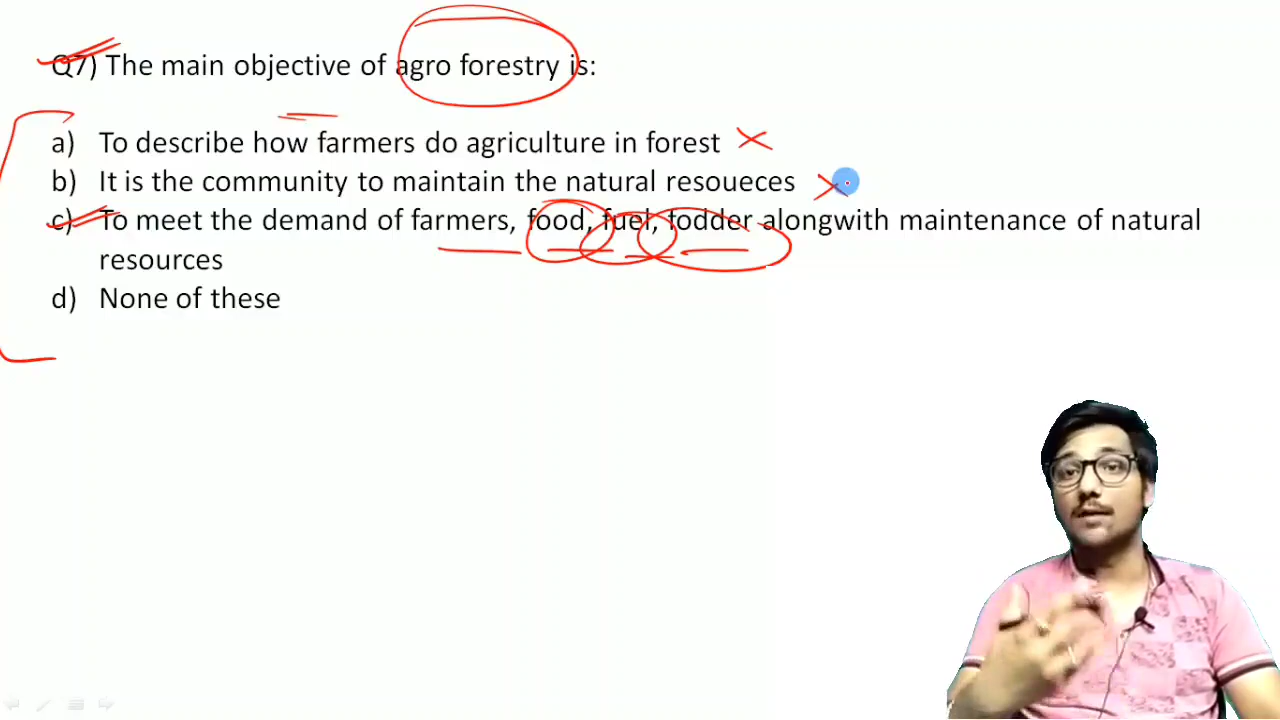 Q7) The main objective of agro forestry is:
a) To describe how farmers do agriculture in forest
b) It is the community to maintain the natural resoueces
c) To meet the demand of farmers, food, fuel, fodder alongwith maintenance of natural
resources
d) None of these